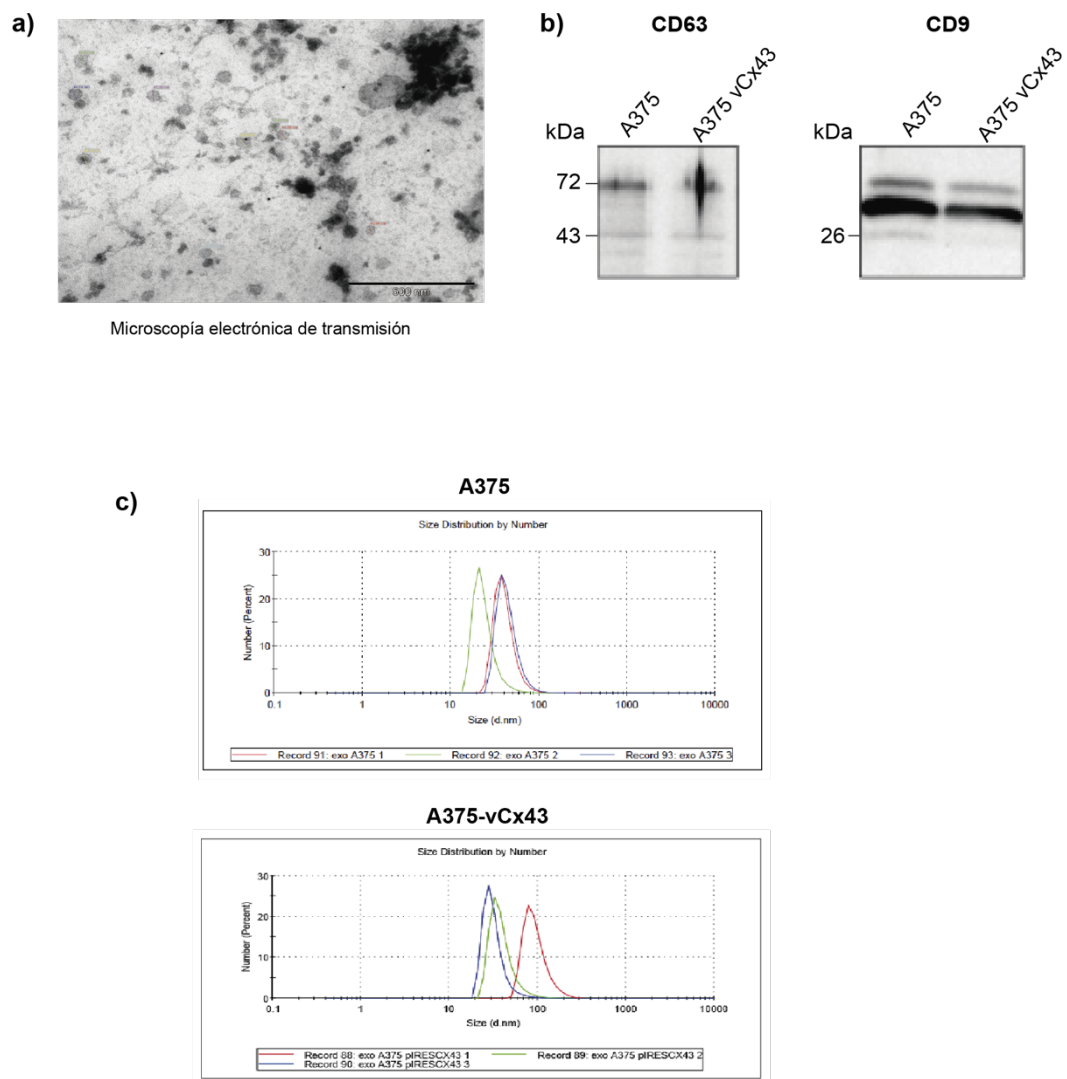 a)
500 nm
Microscopía electrónica de transmisión
b)
CD63
A375
A375 vCx43
kDa
72
43
CD9
A375
A375 vCx43
kDa
26
c)
A375
Size Distribution by Number
Number (Percent)
30
20
10
0
0.1
1
10
100
1000
10000
Size (d.nm)
Record 91: exo A375 1
Record 92: exo A375 2
Record 93: exo A375 3
A375-vCx43
Size Distribution by Number
Number (Percent)
30
20
10
0
0.1
1
10
100
1000
10000
Size (d.nm)
Record 88: exo A375 pIRESCX43 1
Record 89: exo A375 pIRESCX43 2
Record 90: exo A375 pIRESCX43 3